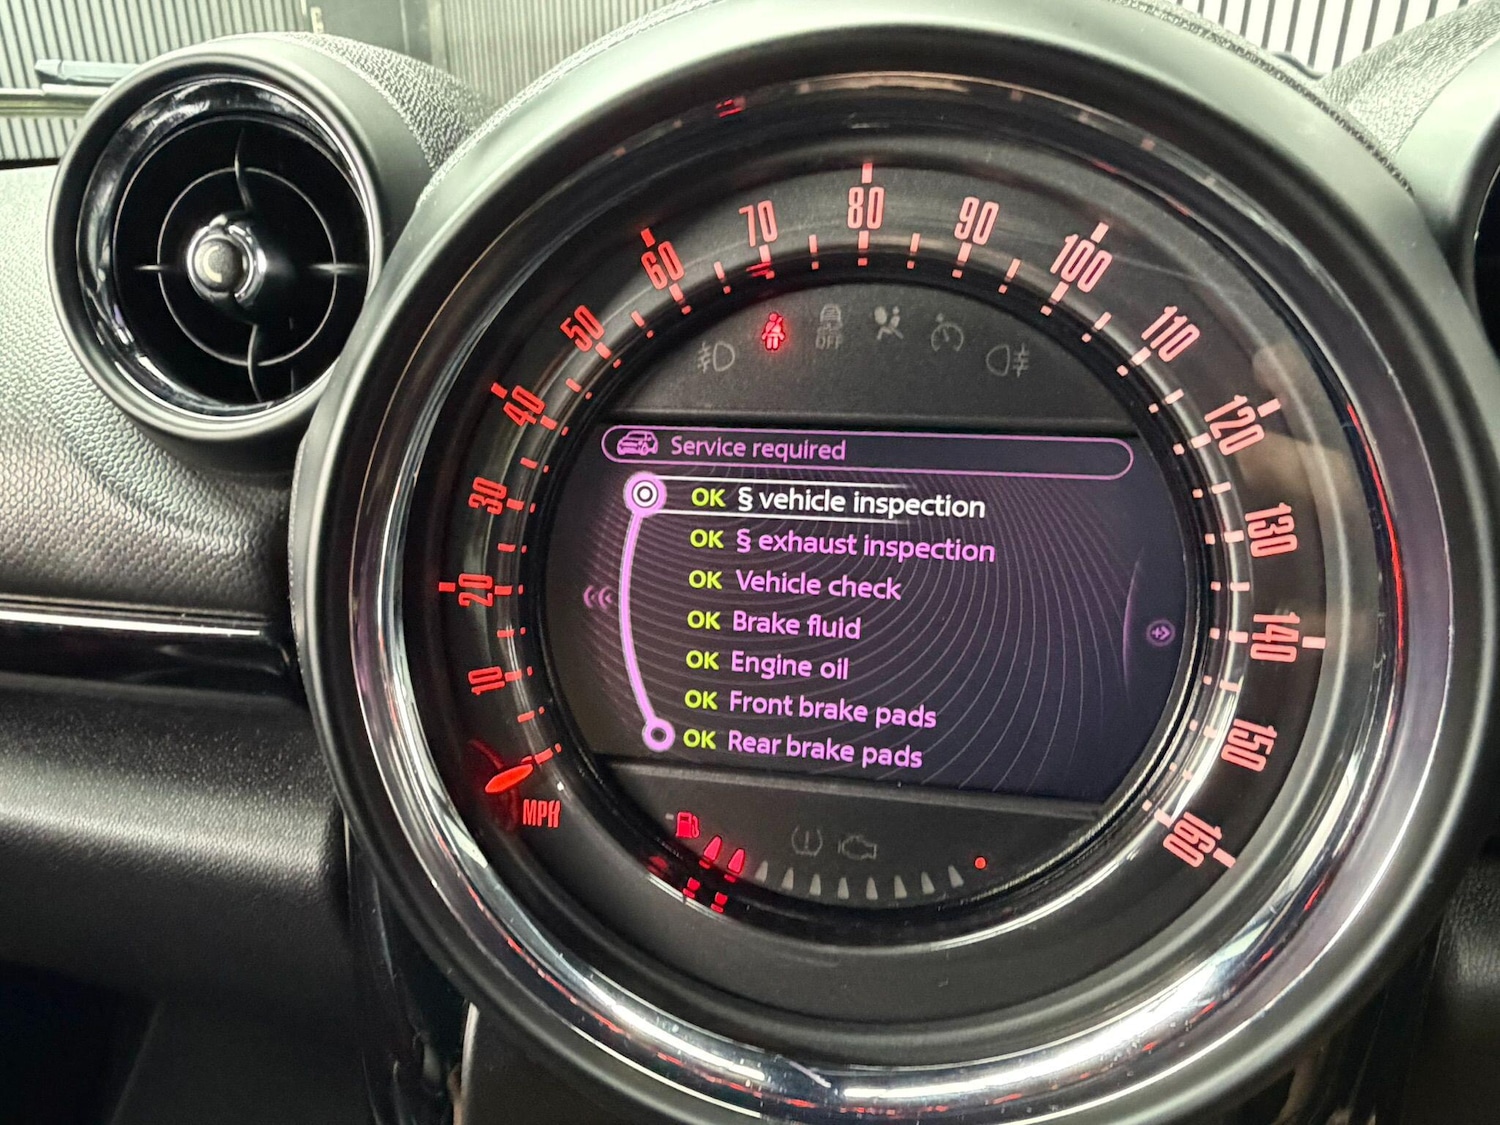 10
20
30
40
50
60
70
80
90
100
110
120
130
140
150
160
MPH
OFF
Service required
OK § vehicle inspection
OK § exhaust inspection
OK Vehicle check
OK Brake fluid
OK Engine oil
OK Front brake pads
OK Rear brake pads